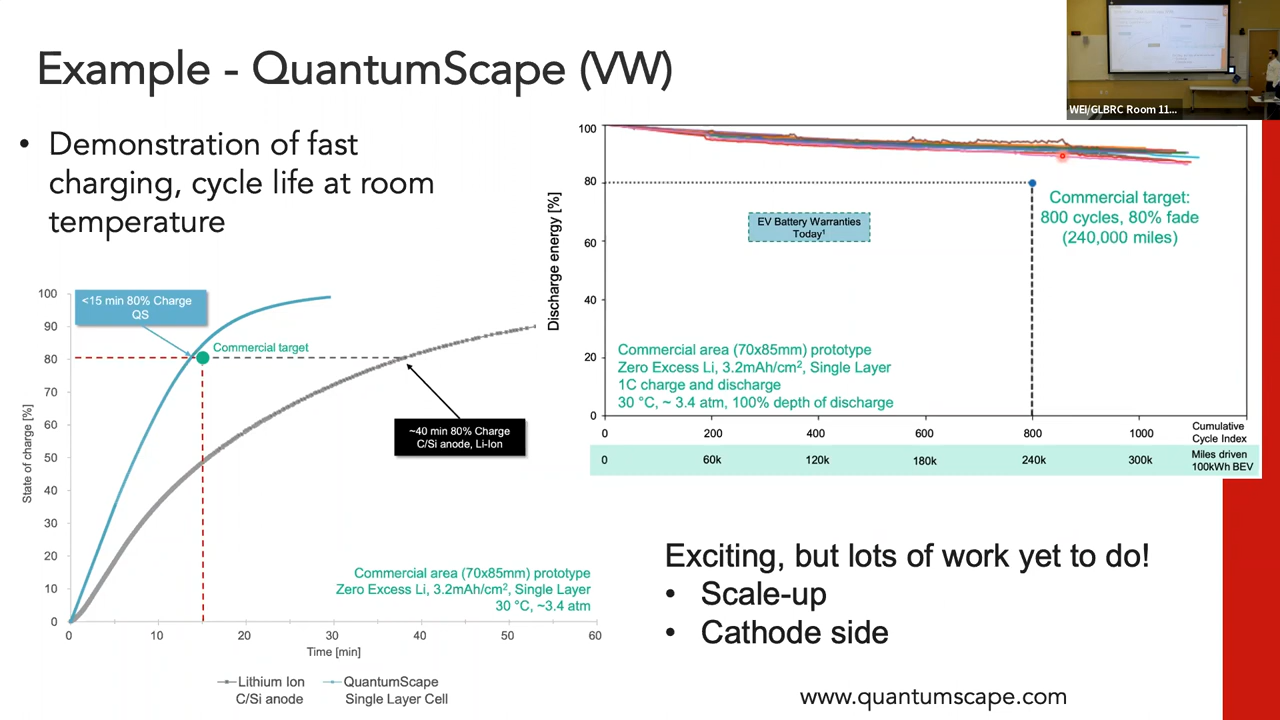 Example - QuantumScape (VW)
WEI/GLBRC Room 11...
• Demonstration of fast
charging, cycle life at room
temperature
100
90
80
70
60
50
40
30
20
10
0
State of charge [%]
<15 min 80% Charge
QS
Commercial target
~40 min 80% Charge
C/Si anode, Li-Ion
Commercial area (70x85mm) prototype
Zero Excess Li, 3.2mAh/cm², Single Layer
30 °C, ~3.4 atm
0 10 20 30 40 50 60
Time [min]
Lithium Ion
C/Si anode
QuantumScape
Single Layer Cell
100
80
60
40
20
0
Discharge energy [%]
EV Battery Warranties
Today¹
Commercial target:
800 cycles, 80% fade
(240,000 miles)
Commercial area (70x85mm) prototype
Zero Excess Li, 3.2mAh/cm², Single Layer
1C charge and discharge
30 °C, ~ 3.4 atm, 100% depth of discharge
0 200 400 600 800 1000 Cumulative
Cycle Index
0 60k 120k 180k 240k 300k Miles driven
100kWh BEV
Exciting, but lots of work yet to do!
• Scale-up
• Cathode side
www.quantumscape.com